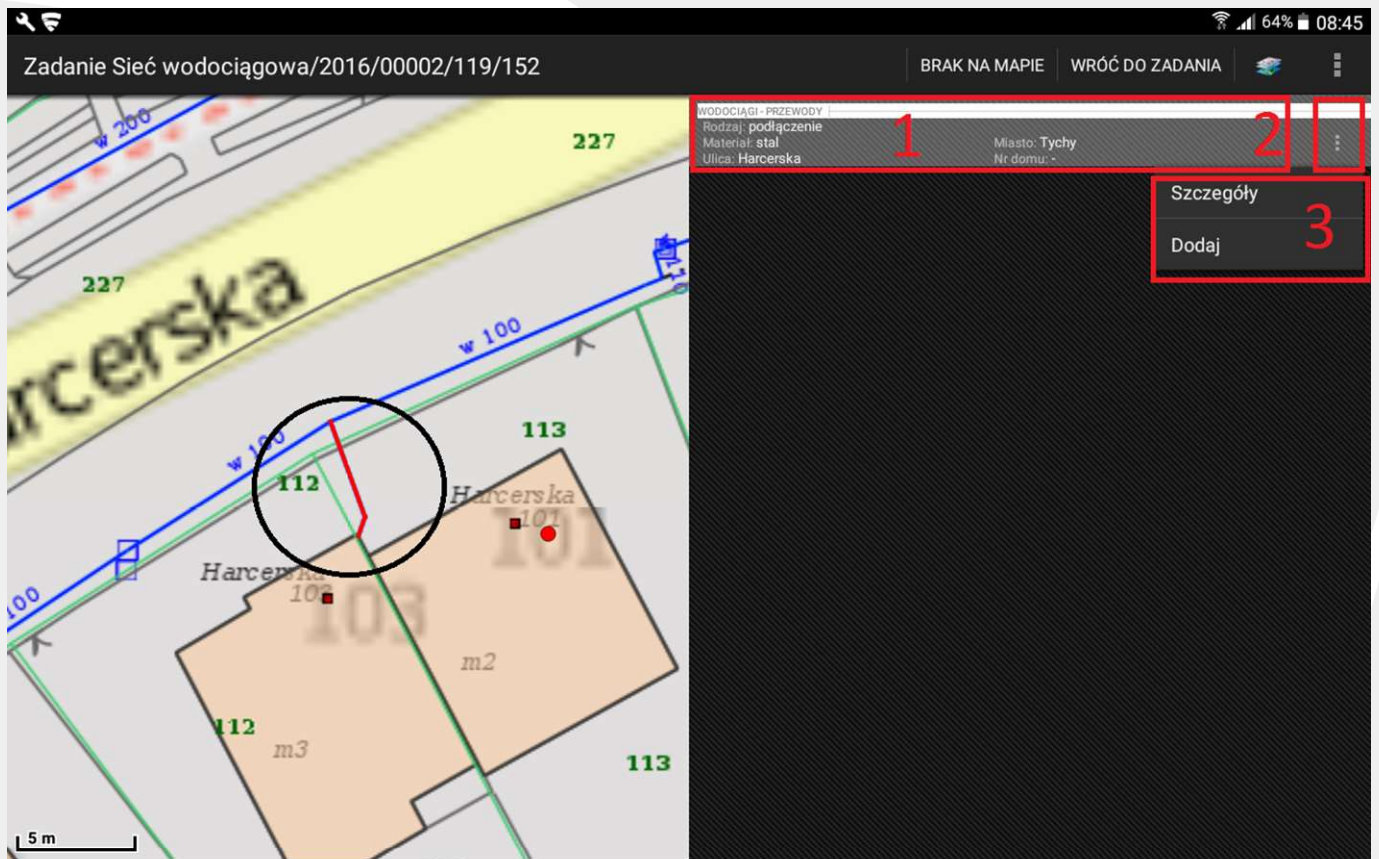 64% 08:45
Zadanie Sieć wodociągowa/2016/00002/119/152
BRAK NA MAPIE WRÓĆ DO ZADANIA
w 200
227
227
arcerska
w 100
w 100
112
113
Harcerska
101
101
Harcerska
103
103
100
m2
112
m3
113
5 m
WODOCIĄGI - PRZEWODY
Rodzaj: podłączenie
Materiał: stal Miasto: Tychy
Ulica: Harcerska Nr domu: -
1
2
Szczegóły
Dodaj
3